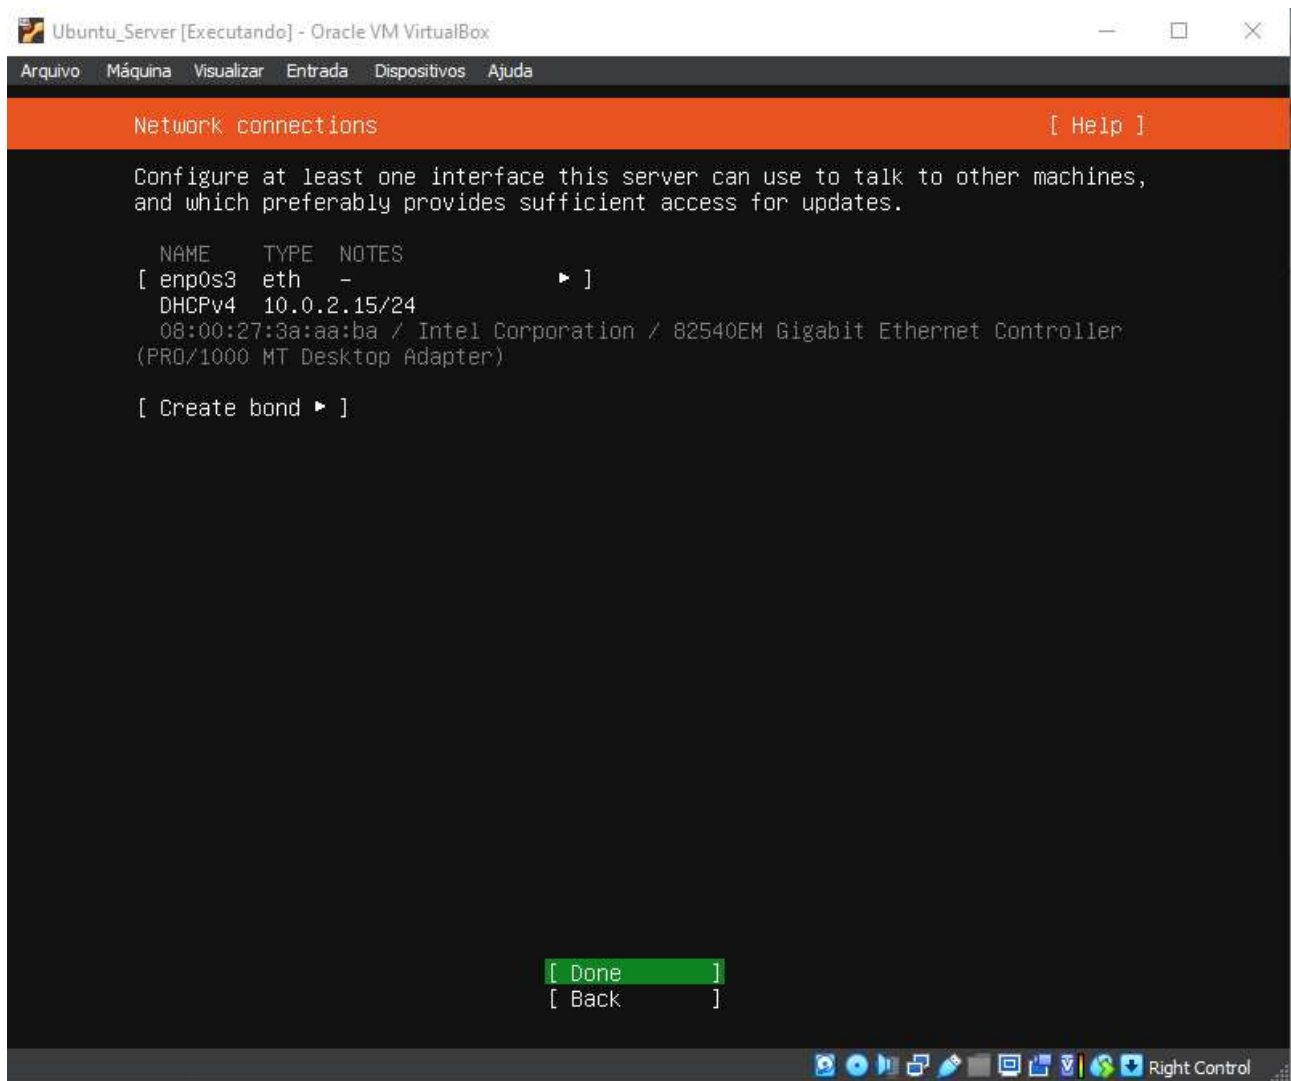 Ubuntu_Server [Executando] - Oracle VM VirtualBox
Arquivo Máquina Visualizar Entrada Dispositivos Ajuda
Network connections [ Help ]
Configure at least one interface this server can use to talk to other machines,
and which preferably provides sufficient access for updates.
NAME TYPE NOTES
[ enp0s3 eth - ▸ ]
DHCPv4 10.0.2.15/24
08:00:27:3a:aa:ba / Intel Corporation / 82540EM Gigabit Ethernet Controller
(PRO/1000 MT Desktop Adapter)
[ Create bond ▸ ]
[ Done ]
[ Back ]
Right Control